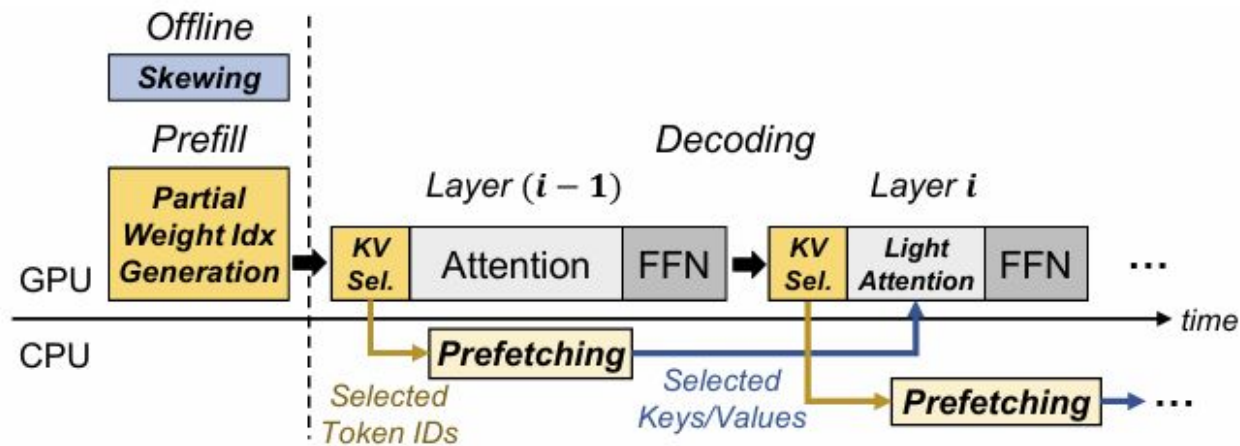 Offline
Skewing
Prefill
Partial
Weight Idx
Generation
Decoding
Layer (i − 1)
Layer i
KV
Sel.
Attention
FFN
KV
Sel.
Light
Attention
FFN
...
GPU
time
CPU
Prefetching
Selected
Token IDs
Selected
Keys/Values
Prefetching
...